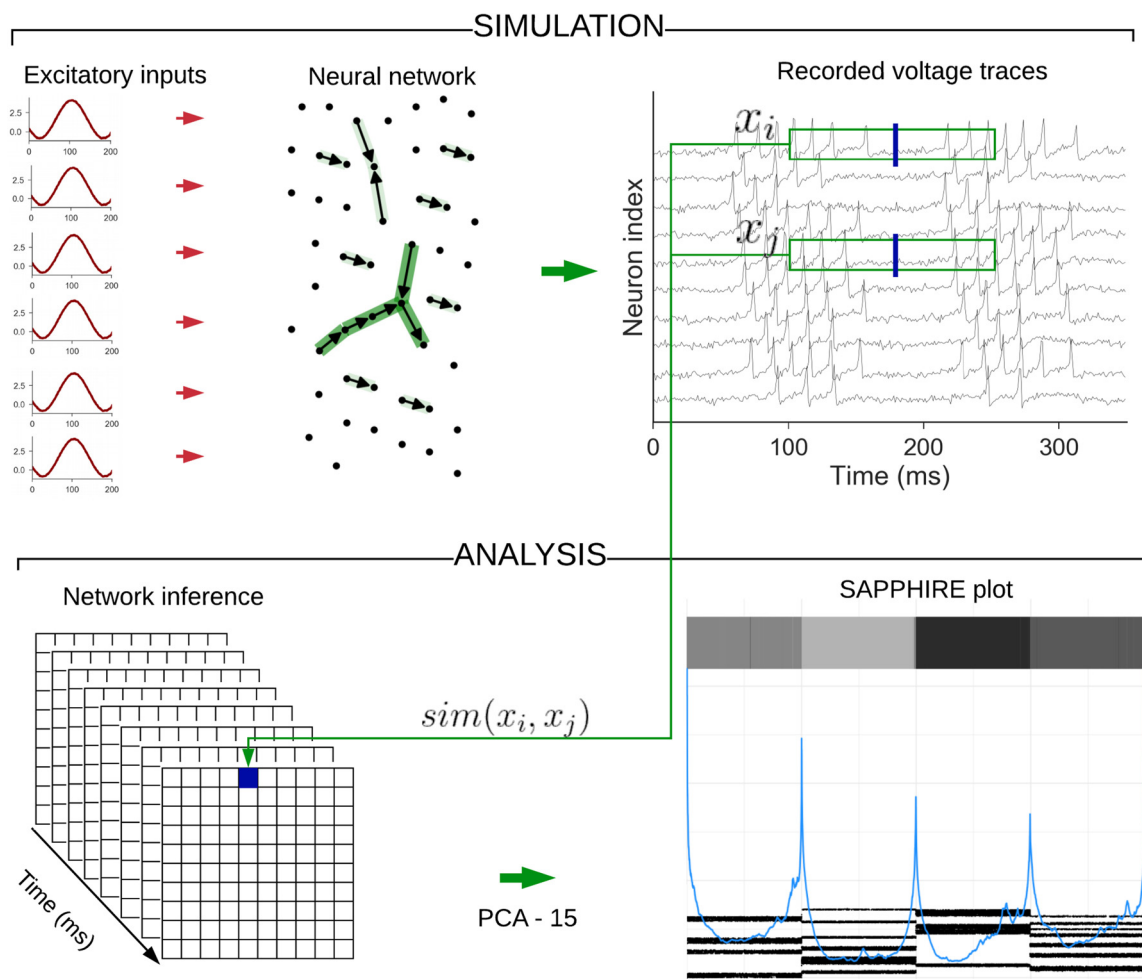 SIMULATION
Excitatory inputs
Neural network
Recorded voltage traces
2.5
0.0
0 100 200
2.5
0.0
0 100 200
2.5
0.0
0 100 200
2.5
0.0
0 100 200
2.5
0.0
0 100 200
2.5
0.0
0 100 200
x_i
x_j
Neuron index
0 100 200 300
Time (ms)
ANALYSIS
Network inference
SAPPHIRE plot
sim(x_i, x_j)
Time (ms)
PCA - 15